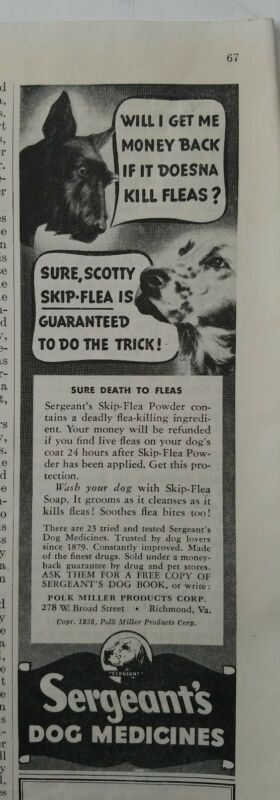 67
WILL I GET ME
MONEY BACK
IF IT DOESNA
KILL FLEAS?
SURE, SCOTTY
SKIP-FLEA IS
GUARANTEED
TO DO THE TRICK!
SURE DEATH TO FLEAS
Sergeant's Skip-Flea Powder con-
tains a deadly flea-killing ingredi-
ent. Your money will be refunded
if you find live fleas on your dog's
coat 24 hours after Skip-Flea Pow-
der has been applied. Get this pro-
tection.
Wash your dog with Skip-Flea
Soap. It grooms as it cleanses as it
kills fleas! Soothes flea bites too!
There are 23 tried and tested Sergeant's
Dog Medicines. Trusted by dog lovers
since 1879. Constantly improved. Made
of the finest drugs. Sold under a money-
back guarantee by drug and pet stores.
ASK THEM FOR A FREE COPY OF
SERGEANT'S DOG BOOK, or write:
POLK MILLER PRODUCTS CORP.
278 W. Broad Street • Richmond, Va.
Copr. 1938, Polk Miller Products Corp.
"SERGEANT"
Sergeant's
DOG MEDICINES